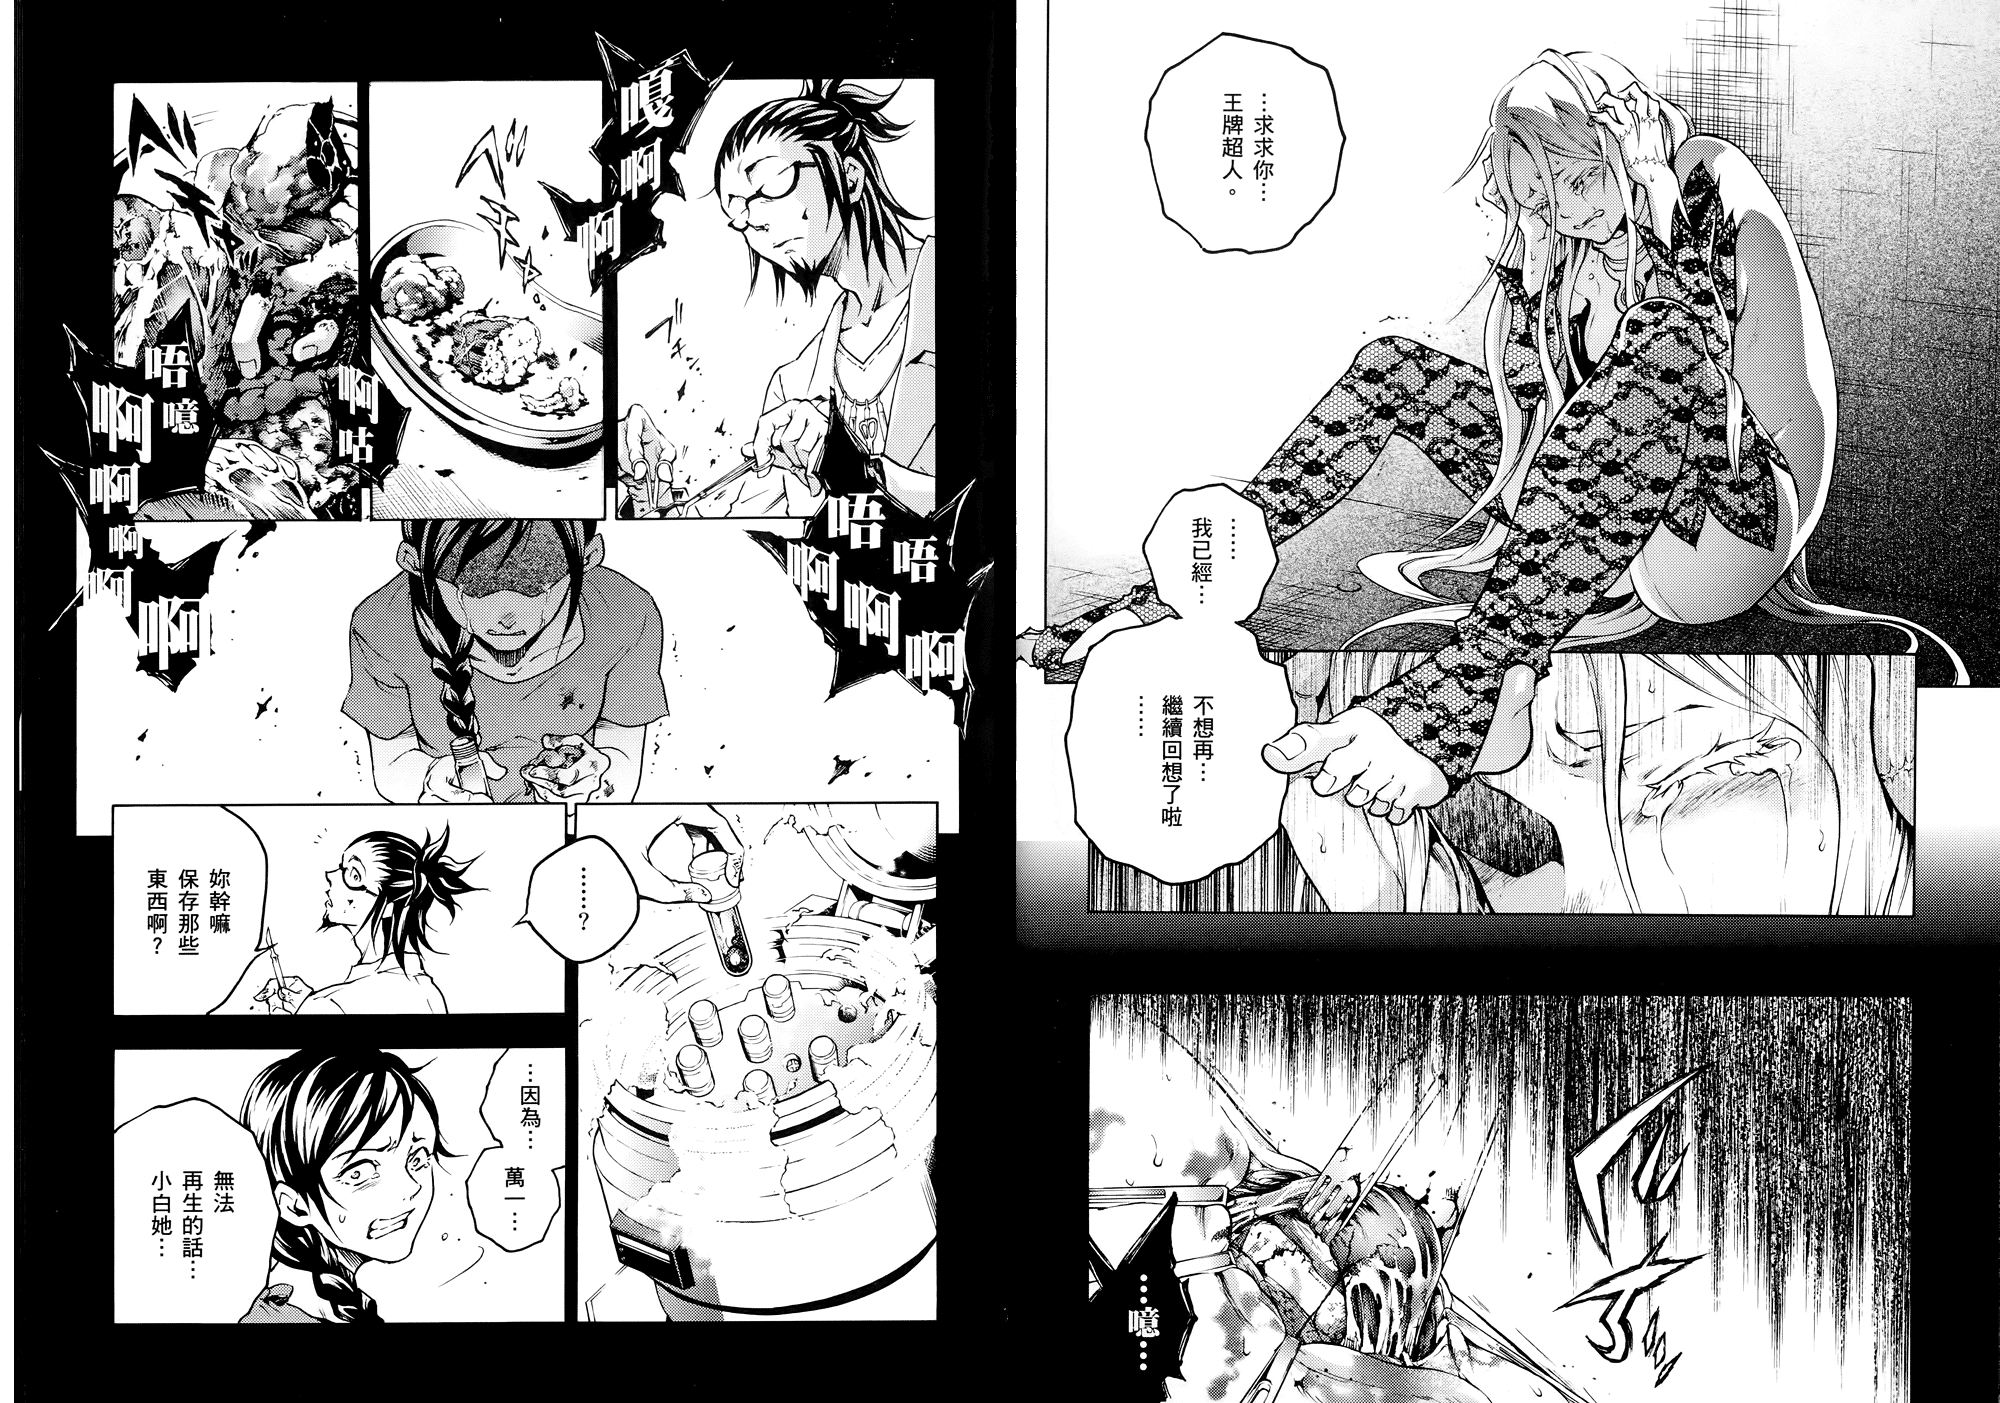 …求求你…
王牌超人。
……
我已經…
不想再…
繼續回想了啦
……
…噫…
嘎啊啊
啊咕
唔噫
啊啊啊啊啊
唔啊啊啊啊
唔
……?
妳幹嘛
保存那些
東西啊?
…因為…
萬一…
無法
再生的話…
小白她…